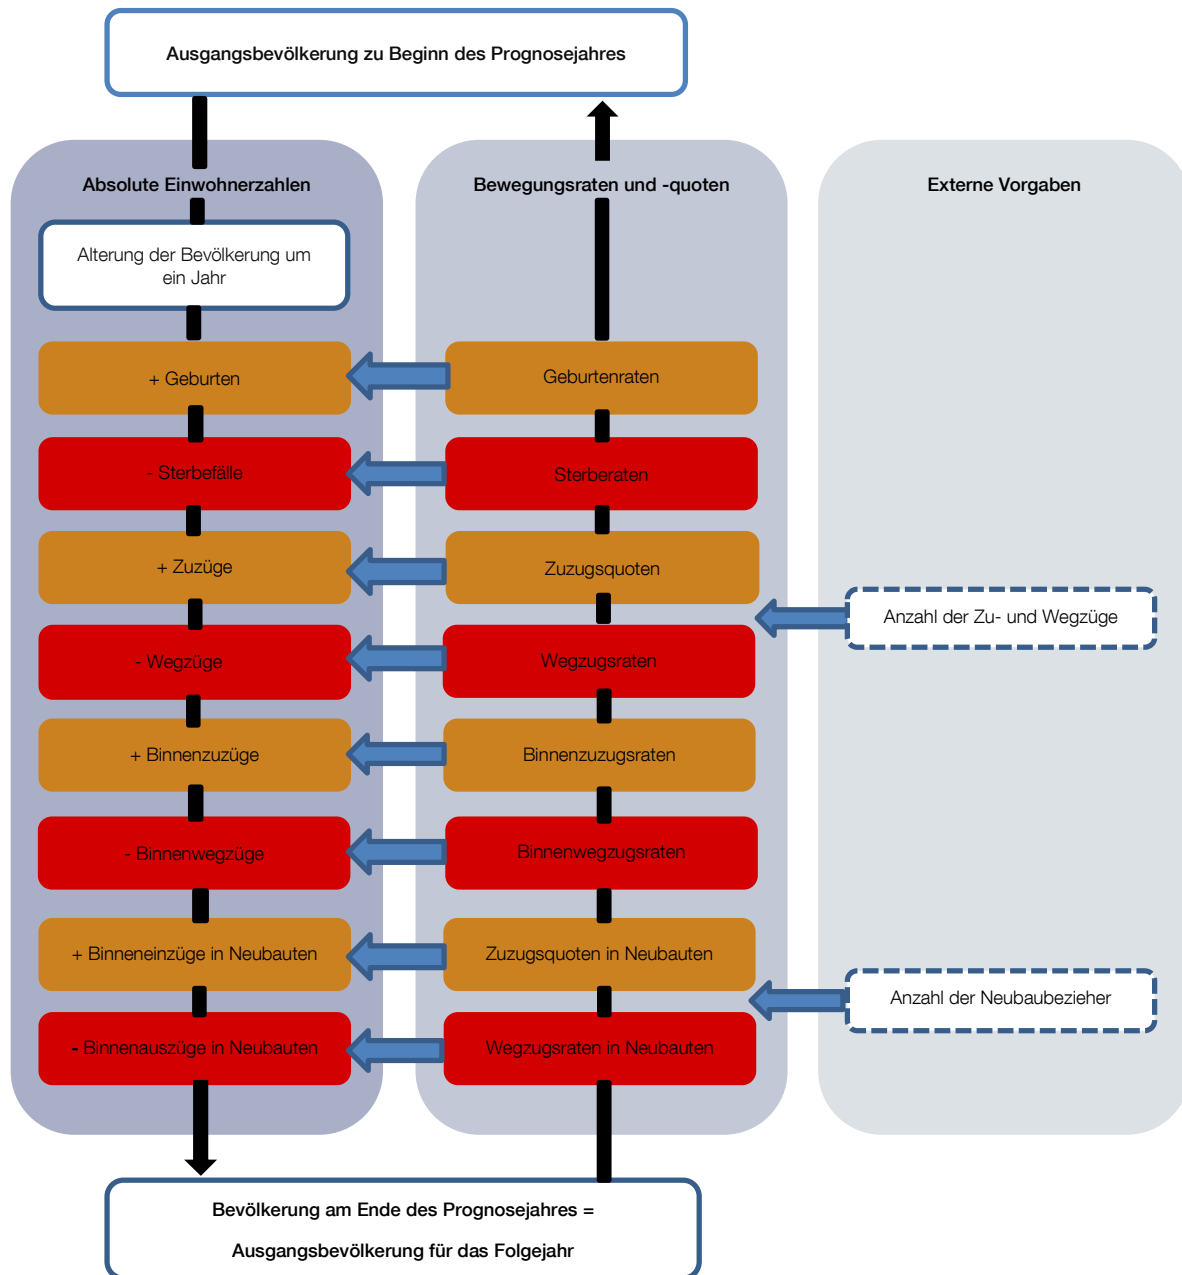 Ausgangsbevölkerung zu Beginn des Prognosejahres
Absolute Einwohnerzahlen
Bewegungsraten und -quoten
Externe Vorgaben
Alterung der Bevölkerung um
ein Jahr
+ Geburten
Geburtenraten
- Sterbefälle
Sterberaten
+ Zuzüge
Zuzugsquoten
Anzahl der Zu- und Wegzüge
- Wegzüge
Wegzugsraten
+ Binnenzuzüge
Binnenzuzugsraten
- Binnenwegzüge
Binnenwegzugsraten
+ Binneneinzüge in Neubauten
Zuzugsquoten in Neubauten
Anzahl der Neubaubezieher
- Binnenauszüge in Neubauten
Wegzugsraten in Neubauten
Bevölkerung am Ende des Prognosejahres =
Ausgangsbevölkerung für das Folgejahr